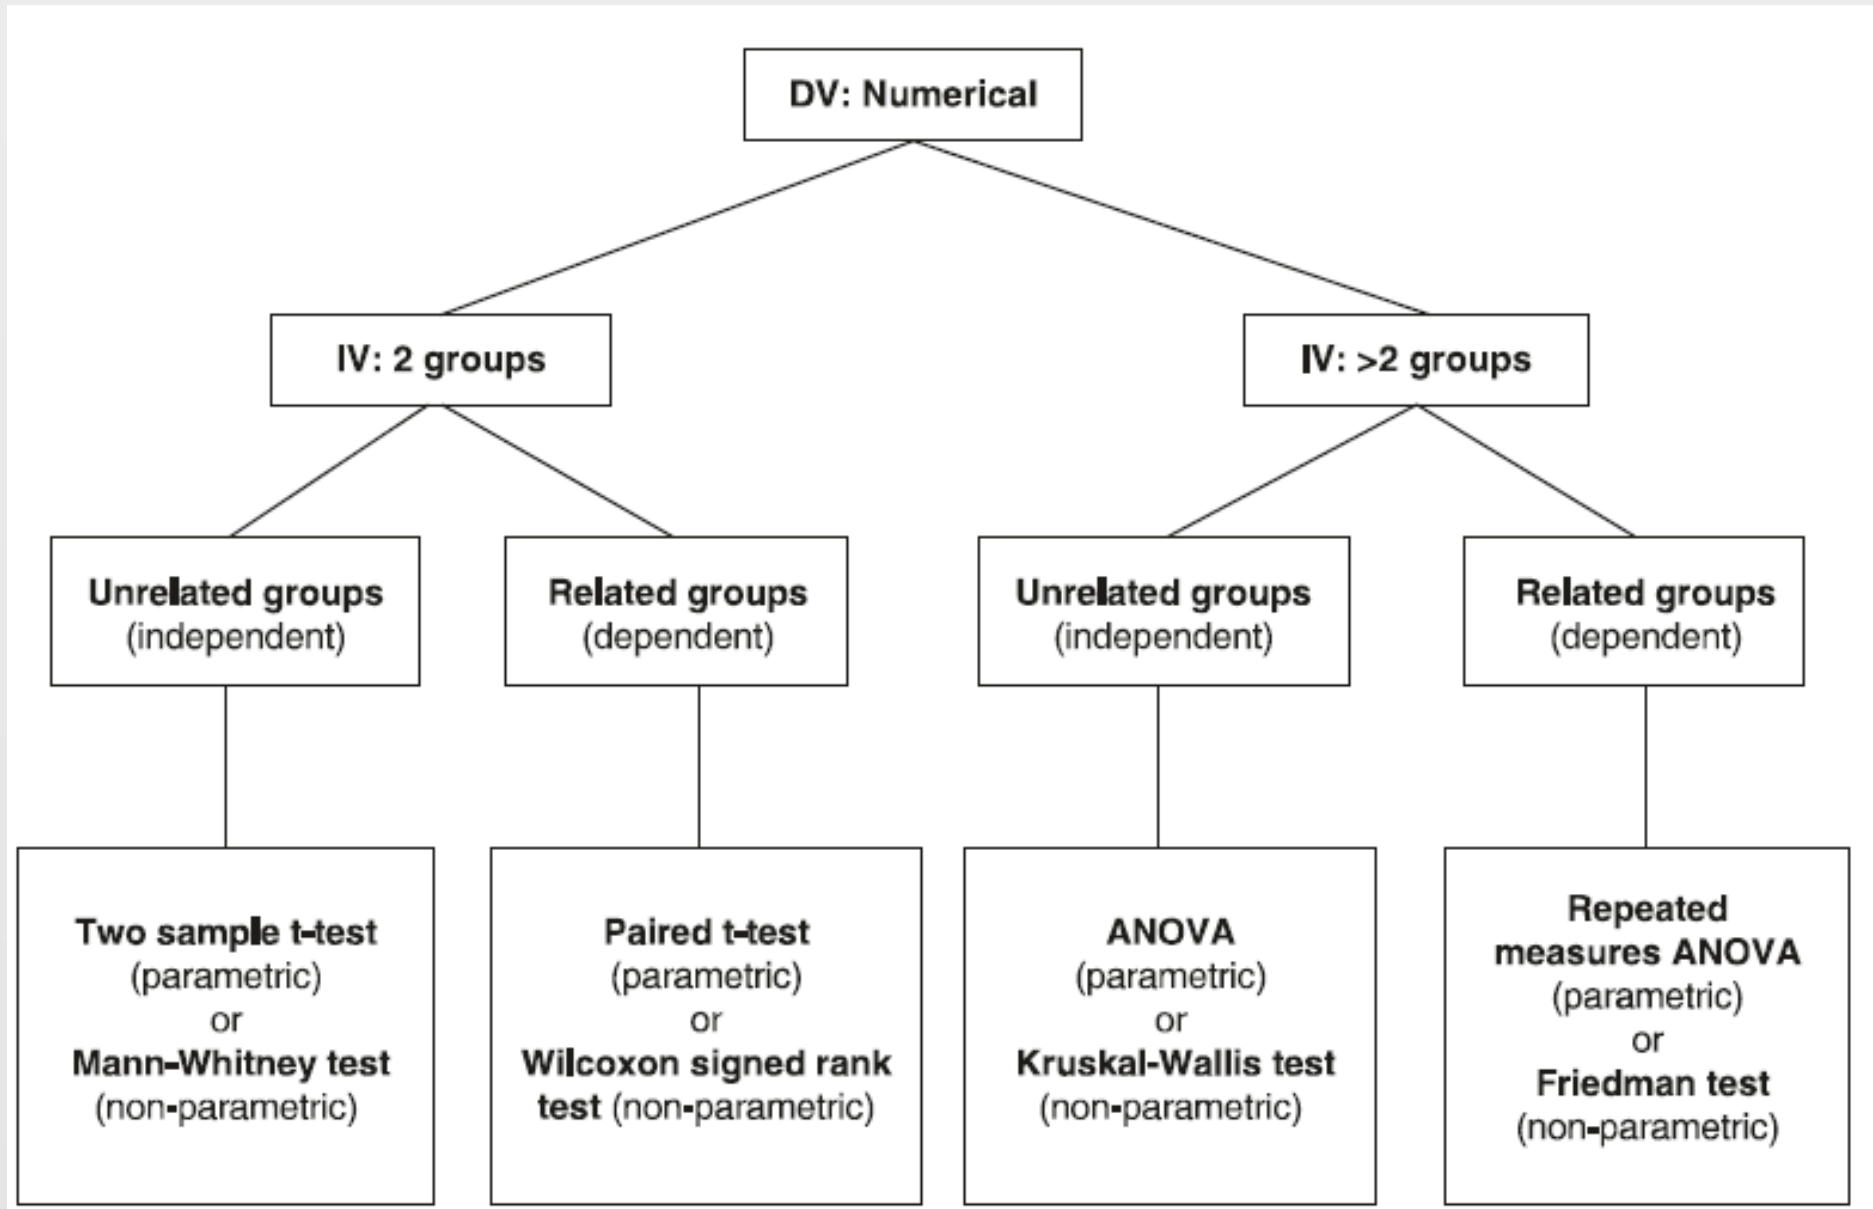 DV: Numerical
IV: 2 groups
IV: >2 groups
Unrelated groups
(independent)
Related groups
(dependent)
Unrelated groups
(independent)
Related groups
(dependent)
Two sample t-test
(parametric)
or
Mann-Whitney test
(non-parametric)
Paired t-test
(parametric)
or
Wilcoxon signed rank
test (non-parametric)
ANOVA
(parametric)
or
Kruskal-Wallis test
(non-parametric)
Repeated
measures ANOVA
(parametric)
or
Friedman test
(non-parametric)